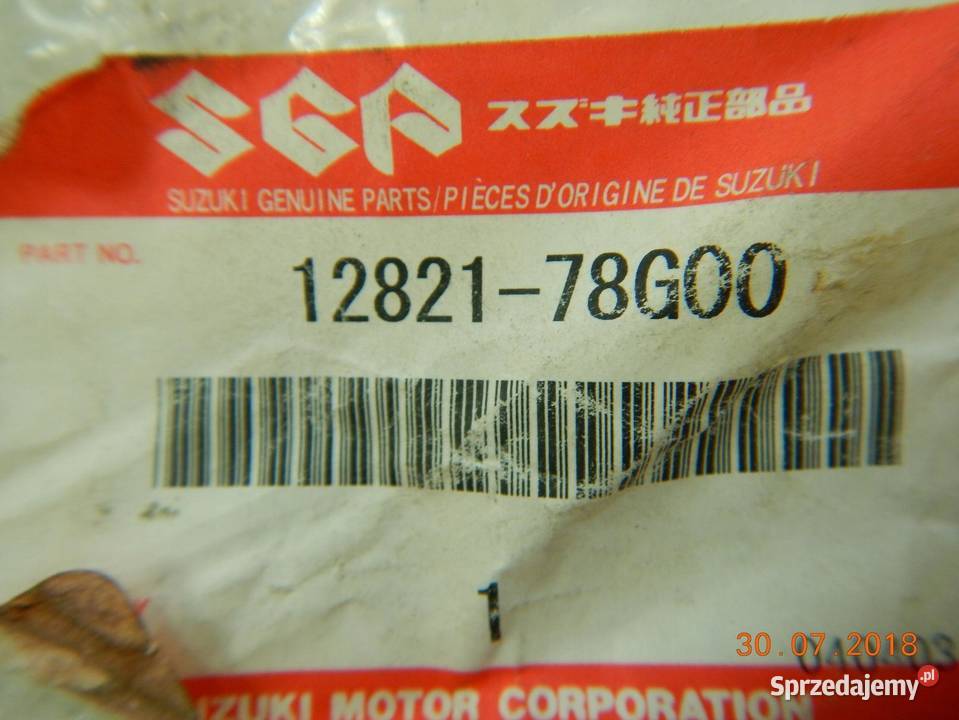 SGP スズキ純正部品
SUZUKI GENUINE PARTS/PIÈCES D'ORIGINE DE SUZUKI
PART NO.
12821-78G00
1
30.07.2018
SUZUKI MOTOR CORPORATION
Sprzedajemy.pl